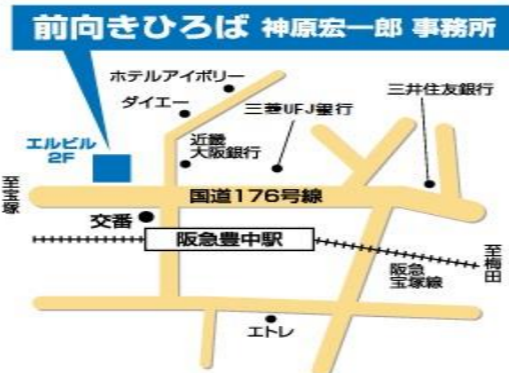 前向きひろば 神原宏一郎 事務所
ホテルアイボリー
ダイエー
三菱UFJ銀行
三井住友銀行
エルビル
2F
近畿
大阪銀行
至宝塚
国道176号線
交番
阪急豊中駅
至梅田
阪急
宝塚線
エトレ